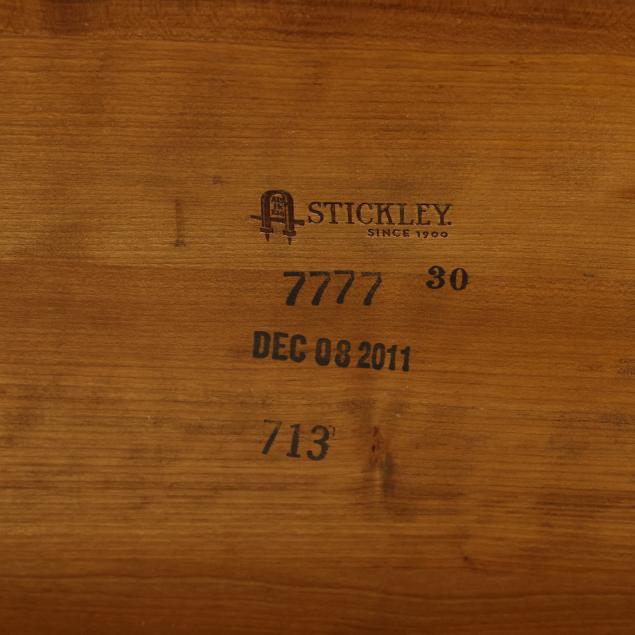 STICKLEY.
SINCE 1900
7777 30
DEC 08 2011
713